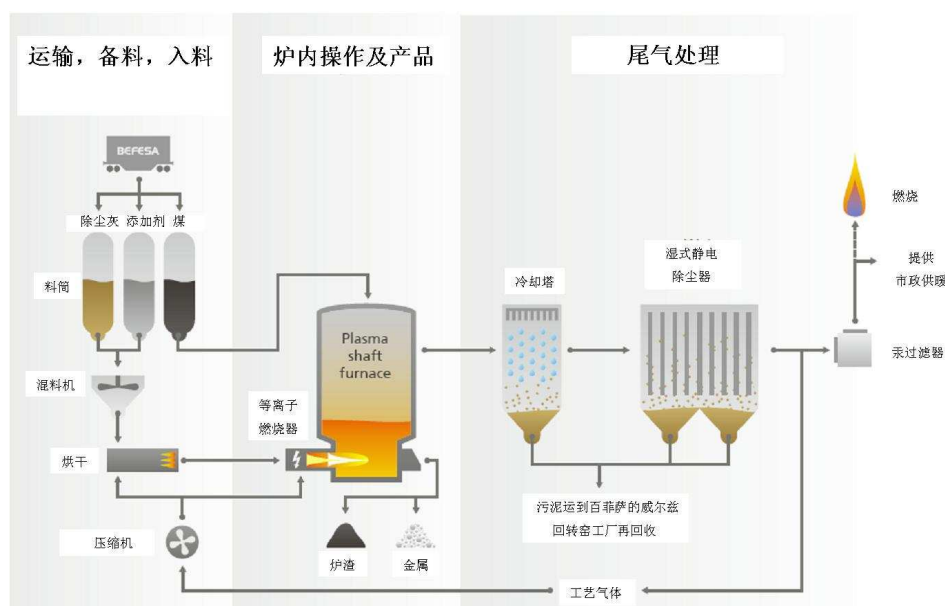 运输，备料，入料
炉内操作及产品
尾气处理
BEFESA
除尘灰 添加剂 煤
料筒
混料机
烘干
压缩机
Plasma
shaft
furnace
等离子
燃烧器
炉渣
金属
冷却塔
湿式静电
除尘器
污泥运到百菲萨的威尔兹
回转窑工厂再回收
工艺气体
燃烧
提供
市政供暖
汞过滤器